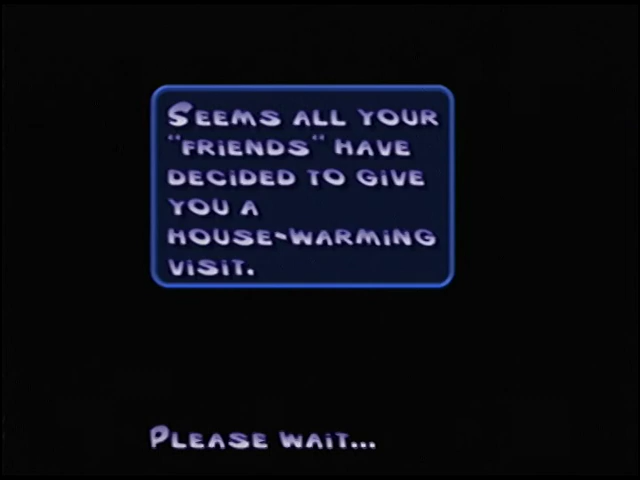 Seems all your
"friends" have
decided to give
you a
house-warming
visit.
Please wait...